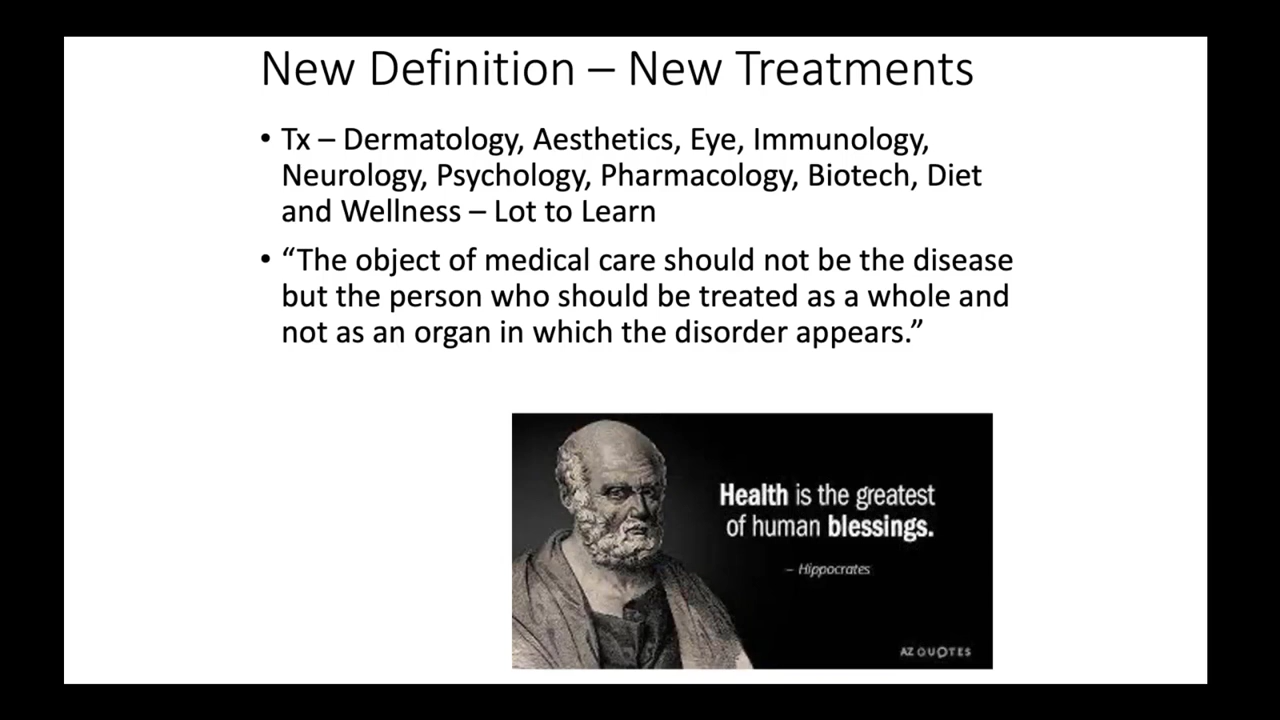 New Definition – New Treatments
• Tx – Dermatology, Aesthetics, Eye, Immunology,
Neurology, Psychology, Pharmacology, Biotech, Diet
and Wellness – Lot to Learn
• “The object of medical care should not be the disease
but the person who should be treated as a whole and
not as an organ in which the disorder appears.”
Health is the greatest
of human blessings.
– Hippocrates
AZ QUOTES